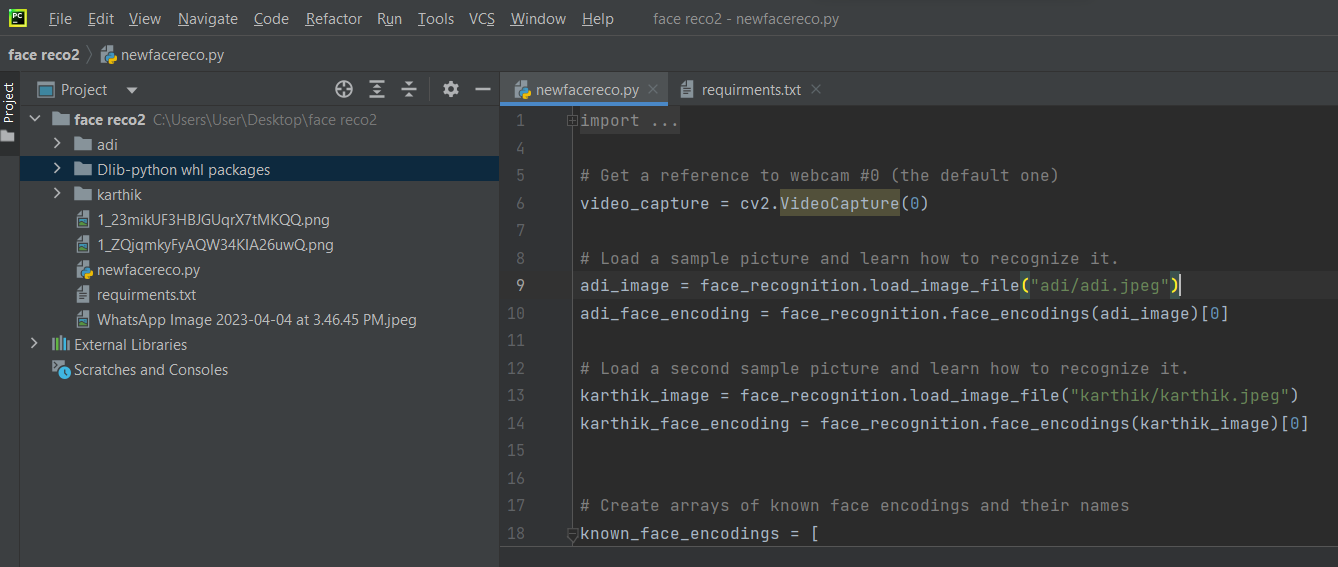 PC File Edit View Navigate Code Refactor Run Tools VCS Window Help face reco2 - newfacereco.py
face reco2 newfacereco.py
Project
Project
face reco2 C:\Users\User\Desktop\face reco2
adi
Dlib-python whl packages
karthik
1_23mikUF3HBJGUqrX7tMKQQ.png
1_ZQjqmkyFyAQW34KIA26uwQ.png
newfacereco.py
requirments.txt
WhatsApp Image 2023-04-04 at 3.46.45 PM.jpeg
External Libraries
Scratches and Consoles
newfacereco.py requirments.txt
1 import ...
4
5 # Get a reference to webcam #0 (the default one)
6 video_capture = cv2.VideoCapture(0)
7
8 # Load a sample picture and learn how to recognize it.
9 adi_image = face_recognition.load_image_file("adi/adi.jpeg")
10 adi_face_encoding = face_recognition.face_encodings(adi_image)[0]
11
12 # Load a second sample picture and learn how to recognize it.
13 karthik_image = face_recognition.load_image_file("karthik/karthik.jpeg")
14 karthik_face_encoding = face_recognition.face_encodings(karthik_image)[0]
15
16
17 # Create arrays of known face encodings and their names
18 known_face_encodings = [